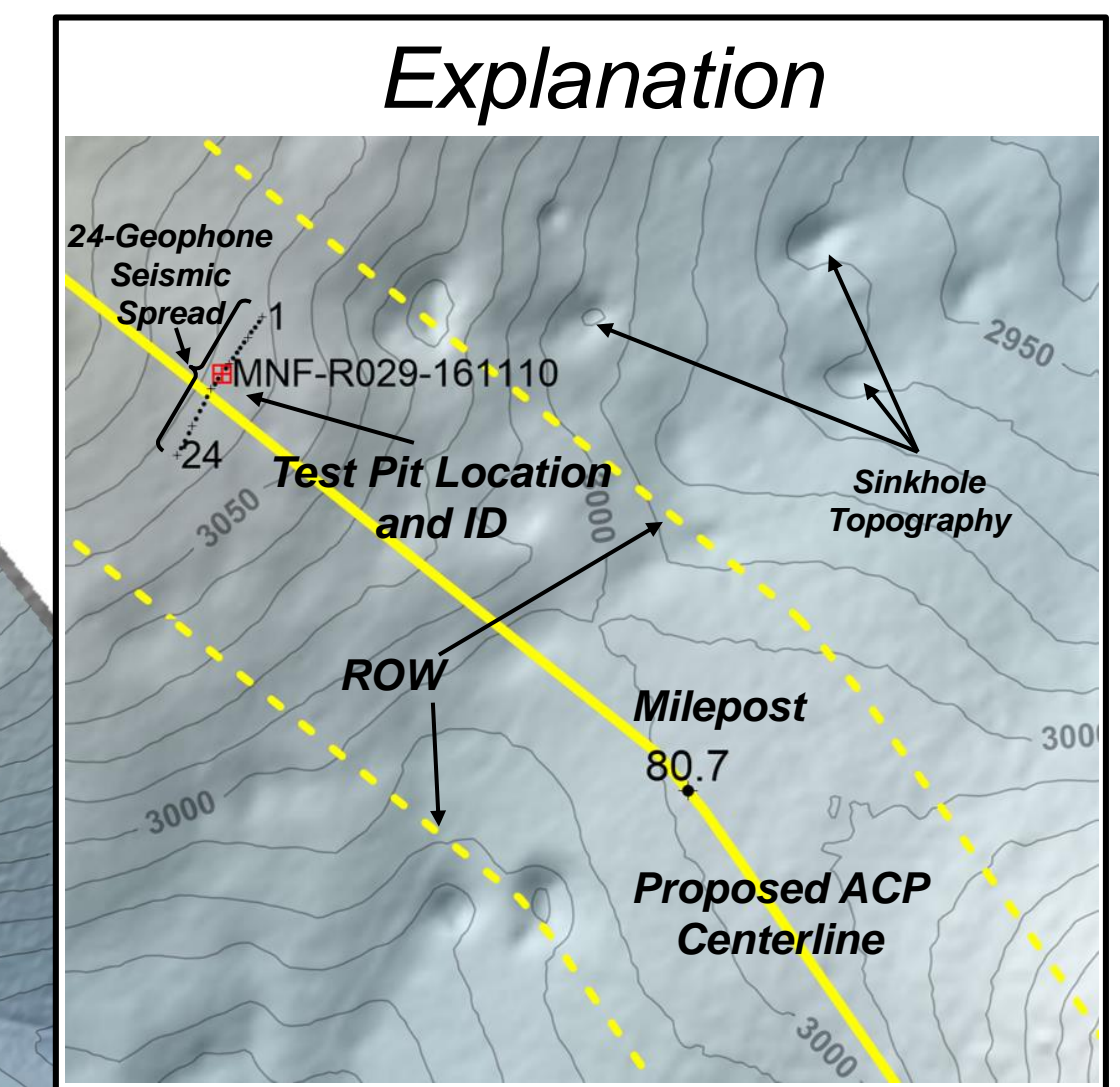 Explanation
24-Geophone
Seismic
Spread
1
MNF-R029-161110
24
2950
Test Pit Location
and ID
3050
3000
Sinkhole
Topography
ROW
Milepost
80.7
3000
3000
Proposed ACP
Centerline
3000